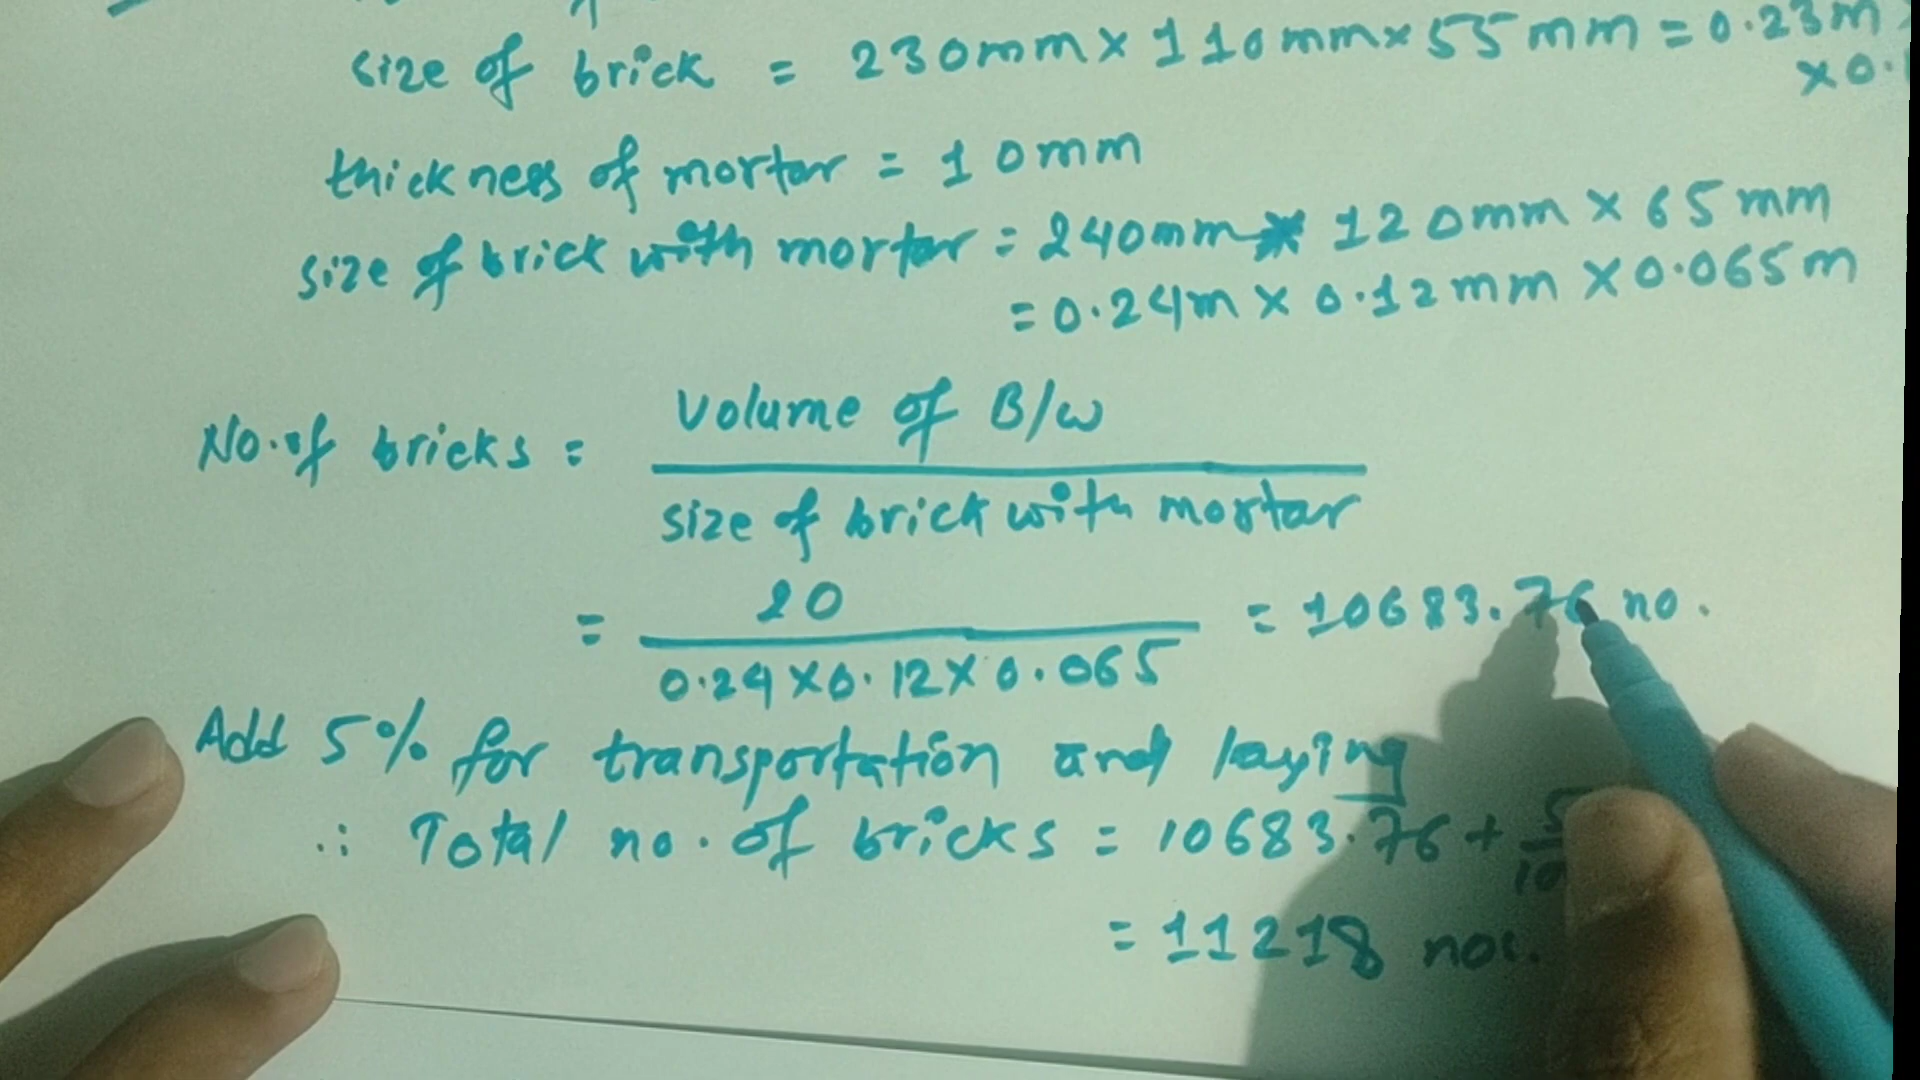 size of brick = 230mm × 110mm × 55mm = 0.23m
×0.
thickness of mortar = 10mm
size of brick with mortar = 240mm × 120mm × 65mm
= 0.24m × 0.12mm × 0.065m
No. of bricks = Volume of B/w
size of brick with mortar
= 20 = 10683.76 no.
0.24×0.12×0.065
Add 5% for transportation and laying
∴ Total no. of bricks = 10683.76 + 5
10
= 11218 nos.